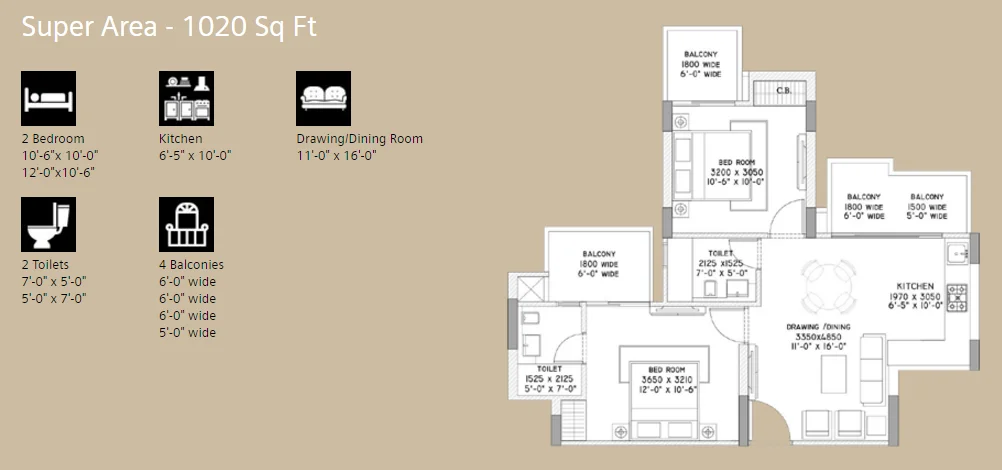 Super Area - 1020 Sq Ft
2 Bedroom
10'-6"x 10'-0"
12'-0"x10'-6"
Kitchen
6'-5" x 10'-0"
Drawing/Dining Room
11'-0" x 16'-0"
2 Toilets
7'-0" x 5'-0"
5'-0" x 7'-0"
4 Balconies
6'-0" wide
6'-0" wide
6'-0" wide
5'-0" wide
BALCONY
1800 WIDE
6'-0" WIDE
C.B.
BED ROOM
3200 x 3050
10'-6" x 10'-0"
BALCONY
1800 WIDE
6'-0" WIDE
BALCONY
1500 WIDE
5'-0" WIDE
BALCONY
1800 WIDE
6'-0" WIDE
TOILET
2125 x1525
7'-0" x 5'-0"
KITCHEN
1970 x 3050
6'-5" x 10'-0"
DRAWING /DINING
3350x4850
11'-0" x 16'-0"
TOILET
1525 x 2125
5'-0" x 7'-0"
BED ROOM
3650 x 3210
12'-0" x 10'-6"